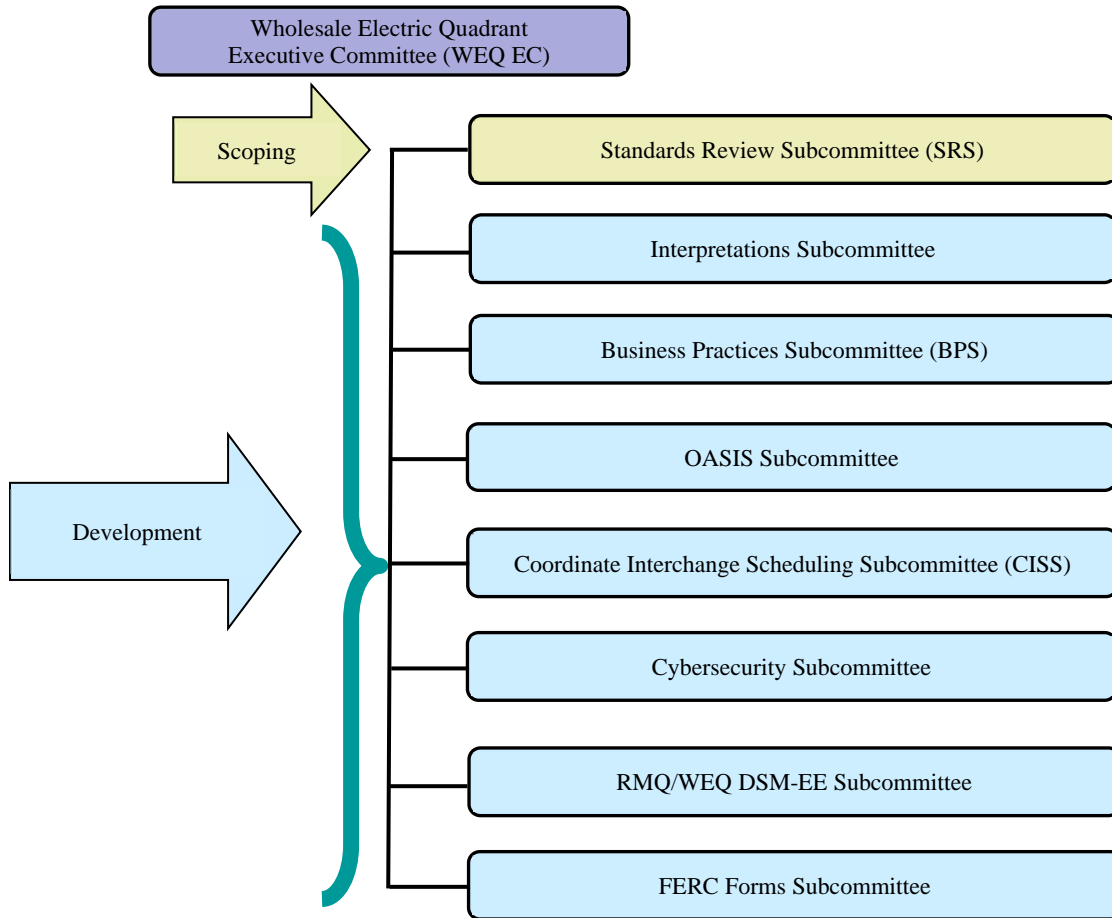 Wholesale Electric Quadrant
Executive Committee (WEQ EC)
Scoping
Standards Review Subcommittee (SRS)
Interpretations Subcommittee
Business Practices Subcommittee (BPS)
OASIS Subcommittee
Development
Coordinate Interchange Scheduling Subcommittee (CISS)
Cybersecurity Subcommittee
RMQ/WEQ DSM-EE Subcommittee
FERC Forms Subcommittee